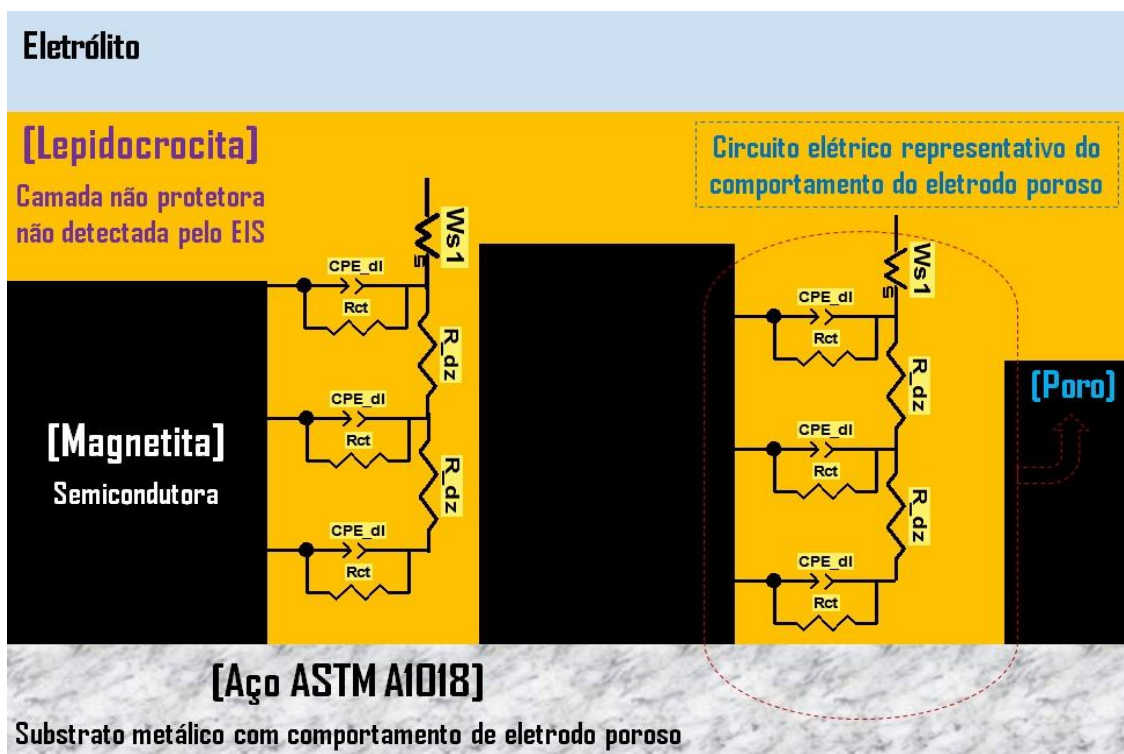 Eletrólito
[Lepidocrocita]
Camada não protetora
não detectada pelo EIS
Circuito elétrico representativo do
comportamento do eletrodo poroso
Ws1
s
CPE_dl
Rct
R_dz
CPE_dl
Rct
R_dz
CPE_dl
Rct
Ws1
s
CPE_dl
Rct
R_dz
CPE_dl
Rct
R_dz
CPE_dl
Rct
[Poro]
[Magnetita]
Semicondutora
[Aço ASTM A1018]
Substrato metálico com comportamento de eletrodo poroso